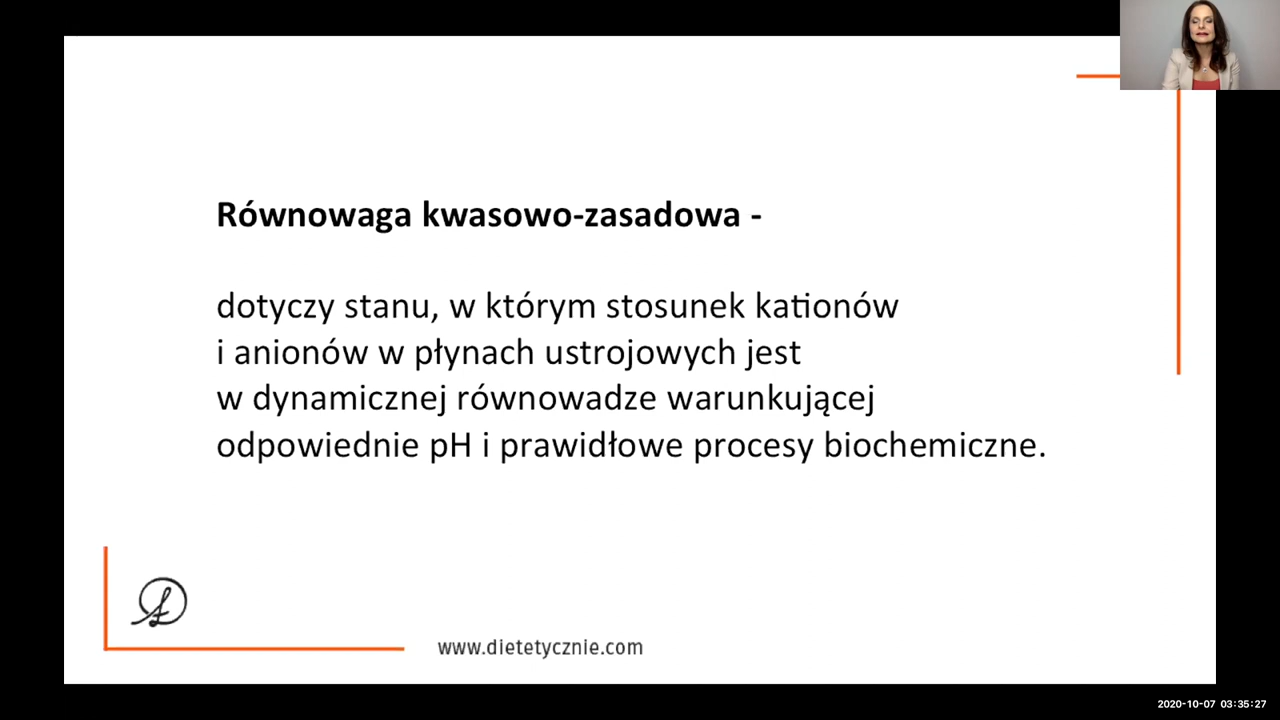 Równowaga kwasowo-zasadowa -
dotyczy stanu, w którym stosunek kationów
i anionów w płynach ustrojowych jest
w dynamicznej równowadze warunkującej
odpowiednie pH i prawidłowe procesy biochemiczne.
www.dietetycznie.com
2020-10-07 03:35:27